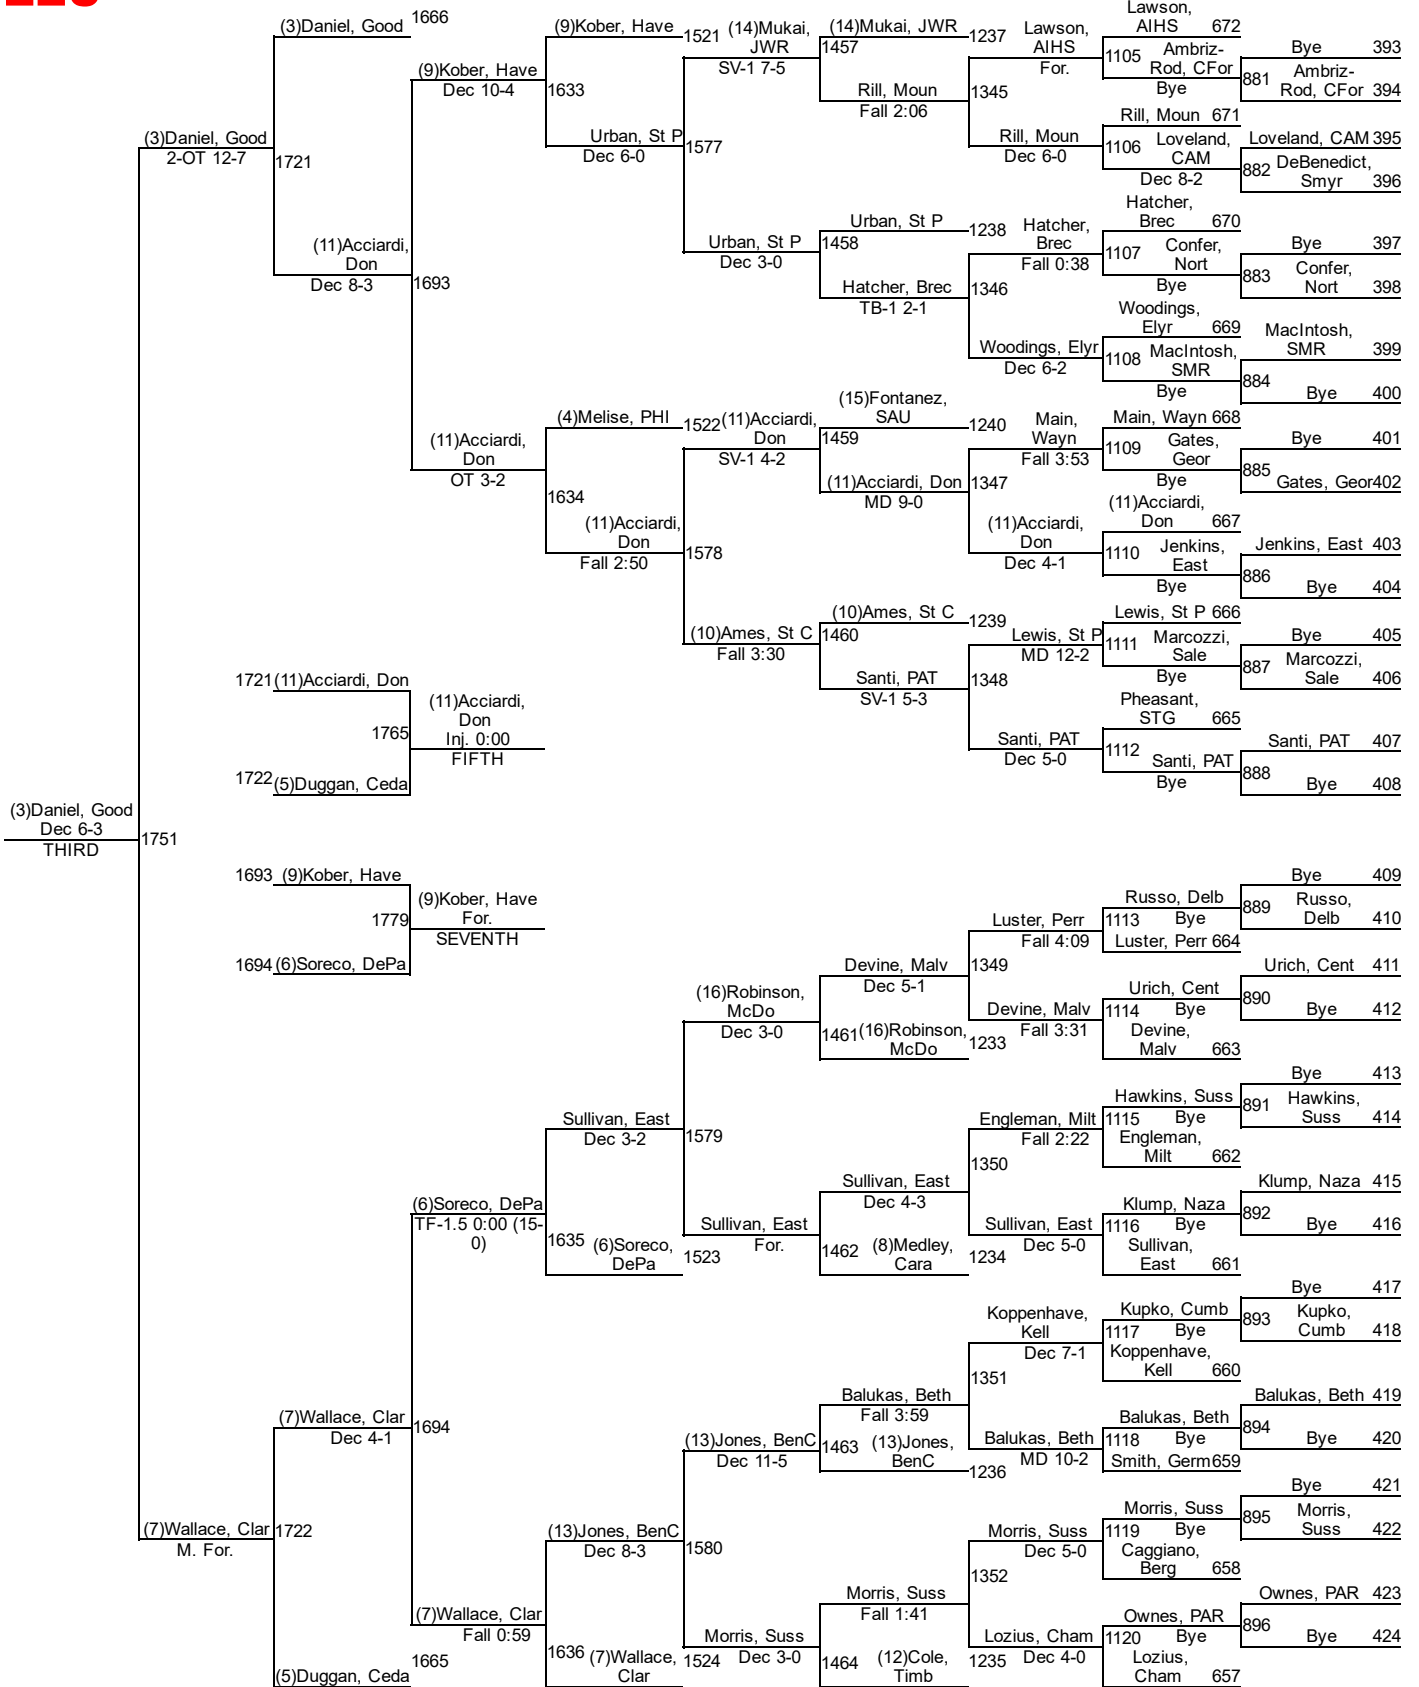 (3)Daniel, Good
1666
(9)Kober, Have
1521
(14)Mukai,
JWR
SV-1 7-5
(14)Mukai, JWR
1457
1237
Lawson,
AIHS
For.
Lawson,
AIHS 672
1105
Ambriz-
Rod, CFor
Bye
Bye 393
881
Ambriz-
Rod, CFor 394
(9)Kober, Have
Dec 10-4
1633
Rill, Moun
Fall 2:06
1345
Rill, Moun 671
(3)Daniel, Good
2-OT 12-7
1721
Urban, St P
Dec 6-0
1577
Rill, Moun
Dec 6-0
1106
Loveland,
CAM
Dec 8-2
Loveland, CAM 395
882
DeBenedict,
Smyr 396
Hatcher,
Brec 670
Urban, St P
1238
Hatcher,
Brec
Fall 0:38
1107
Confer,
Nort
Bye
Bye 397
883
Confer,
Nort 398
(11)Acciardi,
Don
Dec 8-3
1693
Urban, St P
Dec 3-0
1458
Hatcher, Brec
TB-1 2-1
1346
Woodings,
Elyr 669
Woodings, Elyr
Dec 6-2
1108
MacIntosh,
SMR
Bye
MacIntosh,
SMR 399
884
Bye 400
(4)Melise, PHI
1522
(11)Acciardi,
Don
SV-1 4-2
(15)Fontanez,
SAU
1459
1240
Main,
Wayn
Fall 3:53
Main, Wayn 668
1109
Gates,
Geor
Bye
Bye 401
885
Gates, Geor 402
(11)Acciardi,
Don
OT 3-2
1634
(11)Acciardi, Don
MD 9-0
1347
(11)Acciardi,
Don 667
(11)Acciardi,
Don
Fall 2:50
1578
(11)Acciardi,
Don
Dec 4-1
1110
Jenkins,
East
Bye
Jenkins, East 403
886
Bye 404
(10)Ames, St C
Fall 3:30
(10)Ames, St C
1460
1239
Lewis, St P
MD 12-2
Lewis, St P 666
1111
Marcozzi,
Sale
Bye
Bye 405
887
Marcozzi,
Sale 406
1721 (11)Acciardi, Don
1765
(11)Acciardi,
Don
Inj. 0:00
FIFTH
1722 (5)Duggan, Ceda
Santi, PAT
SV-1 5-3
1348
Pheasant,
STG 665
Santi, PAT
Dec 5-0
1112
Santi, PAT
Bye
Santi, PAT 407
888
Bye 408
(3)Daniel, Good
Dec 6-3
THIRD
1751
1693 (9)Kober, Have
1779
(9)Kober, Have
For.
SEVENTH
1694 (6)Soreco, DePa
Luster, Perr
Fall 4:09
Russo, Delb
1113 Bye
Luster, Perr 664
Bye 409
889
Russo,
Delb 410
Devine, Malv
Dec 5-1
1349
(16)Robinson,
McDo
Dec 3-0
1461
(16)Robinson,
McDo
1233
Devine, Malv
Fall 3:31
Urich, Cent
1114 Bye
Devine,
Malv 663
Urich, Cent 411
890
Bye 412
Sullivan, East
Dec 3-2
1579
Engleman, Milt
Fall 2:22
Hawkins, Suss
1115 Bye
Engleman,
Milt 662
Bye 413
891
Hawkins,
Suss 414
1350
Sullivan, East
Dec 4-3
(6)Soreco, DePa
TF-1.5 0:00 (15-
0)
1635
(6)Soreco,
DePa
1523
Sullivan, East
For.
1462
(8)Medley,
Cara
1234
Sullivan, East
Dec 5-0
Klump, Naza
1116 Bye
Sullivan,
East 661
Klump, Naza 415
892
Bye 416
Koppenhave,
Kell
Dec 7-1
Kupko, Cumb
1117 Bye
Koppenhave,
Kell 660
Bye 417
893
Kupko,
Cumb 418
1351
(7)Wallace, Clar
Dec 4-1
1694
Balukas, Beth
Fall 3:59
(13)Jones, BenC
Dec 11-5
1463
(13)Jones,
BenC
1236
Balukas, Beth
MD 10-2
Balukas, Beth
1118 Bye
Smith, Germ 659
Balukas, Beth 419
894
Bye 420
(7)Wallace, Clar
M. For.
1722
(13)Jones, BenC
Dec 8-3
1580
Morris, Suss
Dec 5-0
Morris, Suss
1119 Bye
Caggiano,
Berg 658
Bye 421
895
Morris,
Suss 422
1352
(7)Wallace, Clar
Fall 0:59
1636
(7)Wallace,
Clar
1524
Morris, Suss
Dec 3-0
Morris, Suss
Fall 1:41
1464
(12)Cole,
Timb
1235
Lozius, Cham
Dec 4-0
Ownes, PAR
1120 Bye
Lozius,
Cham 657
Ownes, PAR 423
896
Bye 424
1665
(5)Duggan, Ceda